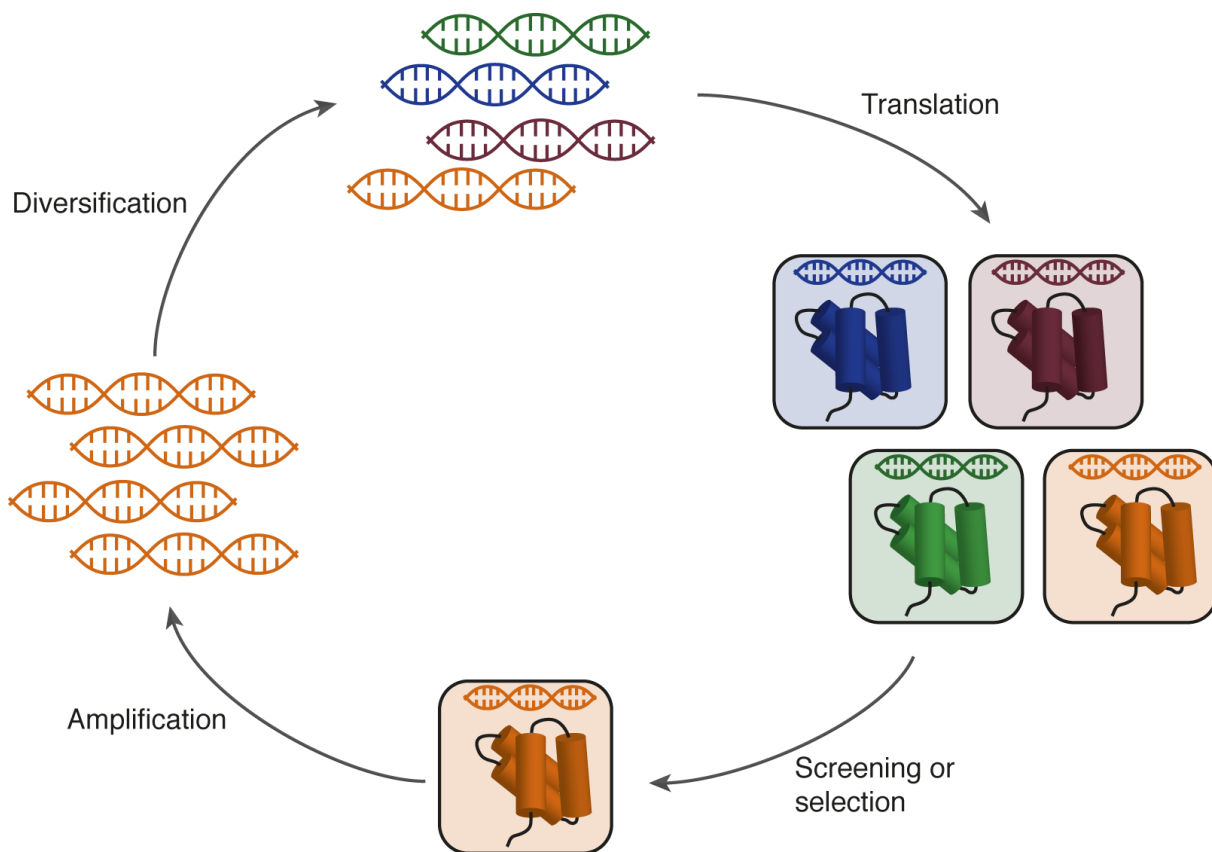 Translation
Diversification
Amplification
Screening or
selection